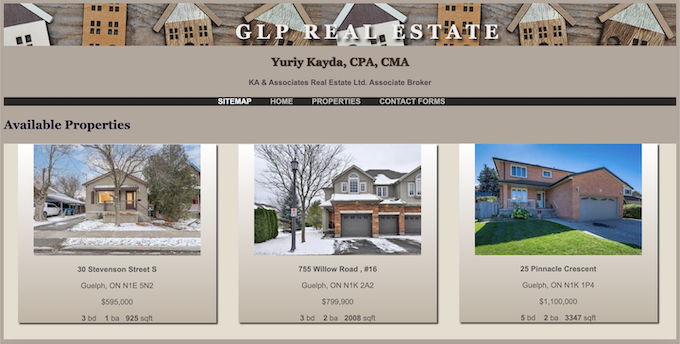 GLP REAL ESTATE
Yuriy Kayda, CPA, CMA
KA & Associates Real Estate Ltd. Associate Broker
SITEMAP HOME PROPERTIES CONTACT FORMS
Available Properties
30 Stevenson Street S
Guelph, ON N1E 5N2
$595,000
3 bd 1 ba 925 sqft
755 Willow Road , #16
Guelph, ON N1K 2A2
$799,900
3 bd 2 ba 2008 sqft
25 Pinnacle Crescent
Guelph, ON N1K 1P4
$1,100,000
5 bd 2 ba 3347 sqft